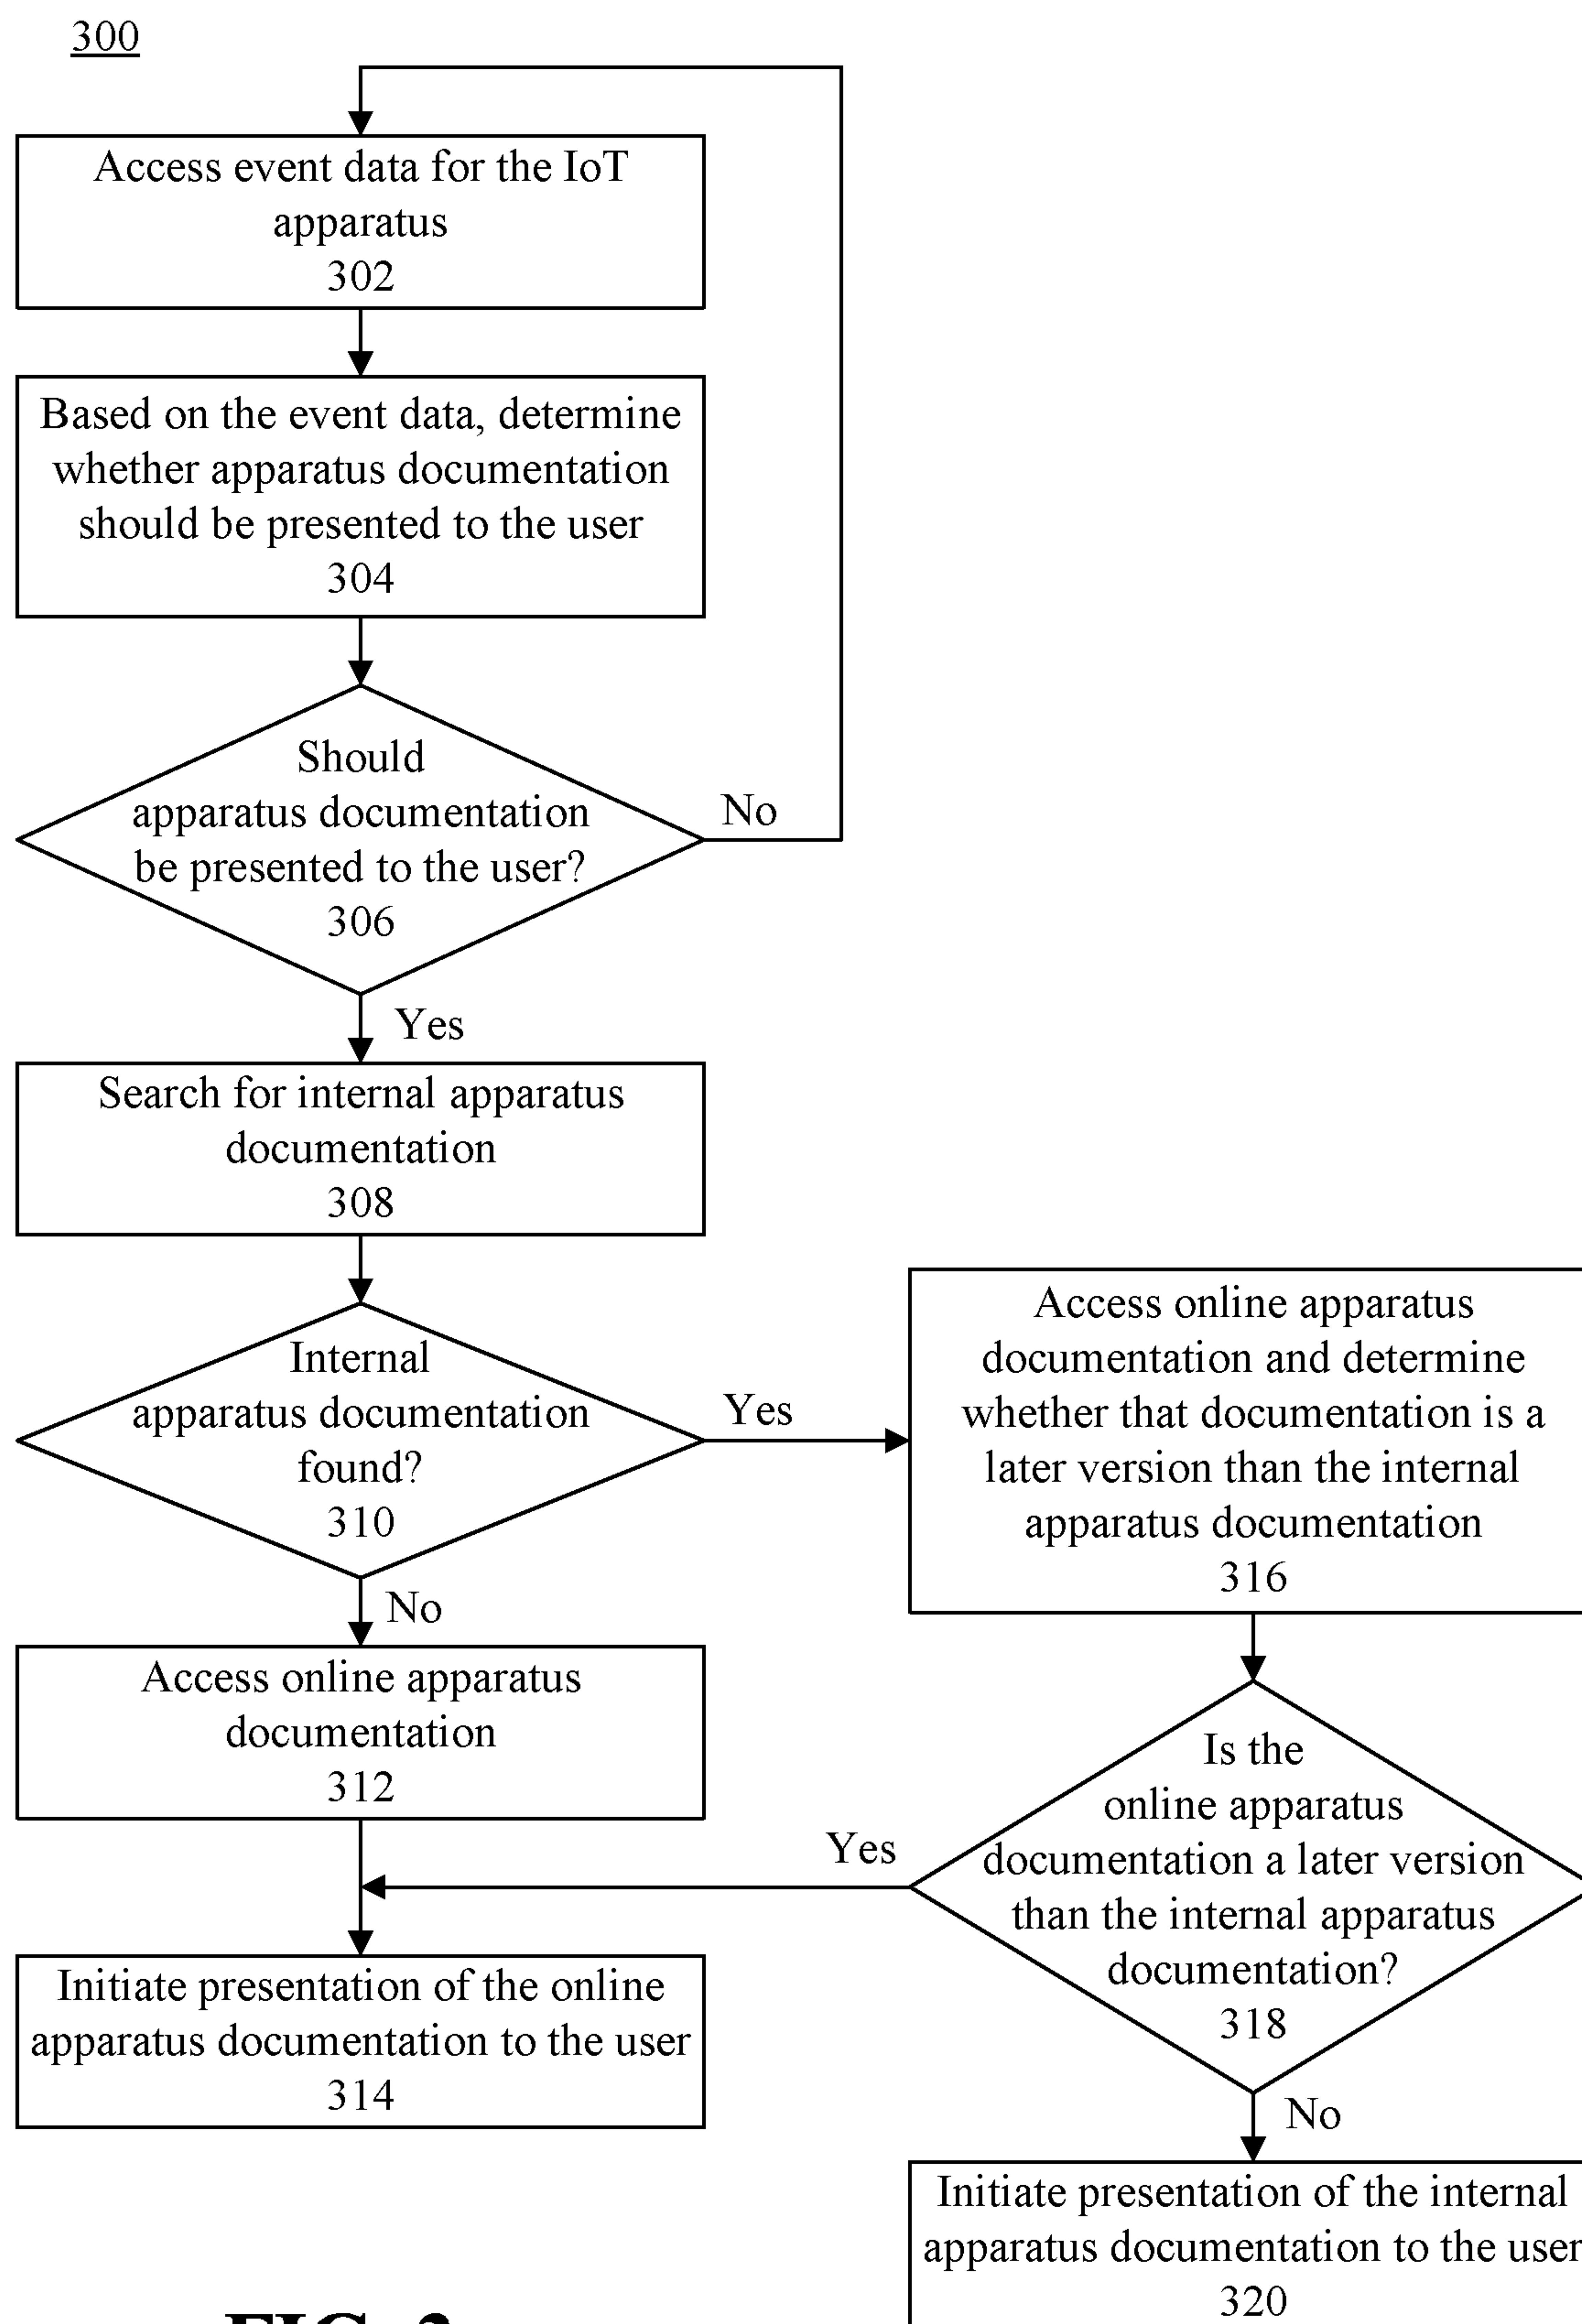 300
Access event data for the IoT
apparatus
302
Based on the event data, determine
whether apparatus documentation
should be presented to the user
304
Should
apparatus documentation
be presented to the user?
306
No
Yes
Search for internal apparatus
documentation
308
Internal
apparatus documentation
found?
310
Yes
No
Access online apparatus
documentation
312
Initiate presentation of the online
apparatus documentation to the user
314
Access online apparatus
documentation and determine
whether that documentation is a
later version than the internal
apparatus documentation
316
Is the
online apparatus
documentation a later version
than the internal apparatus
documentation?
318
Yes
No
Initiate presentation of the internal
apparatus documentation to the user
320